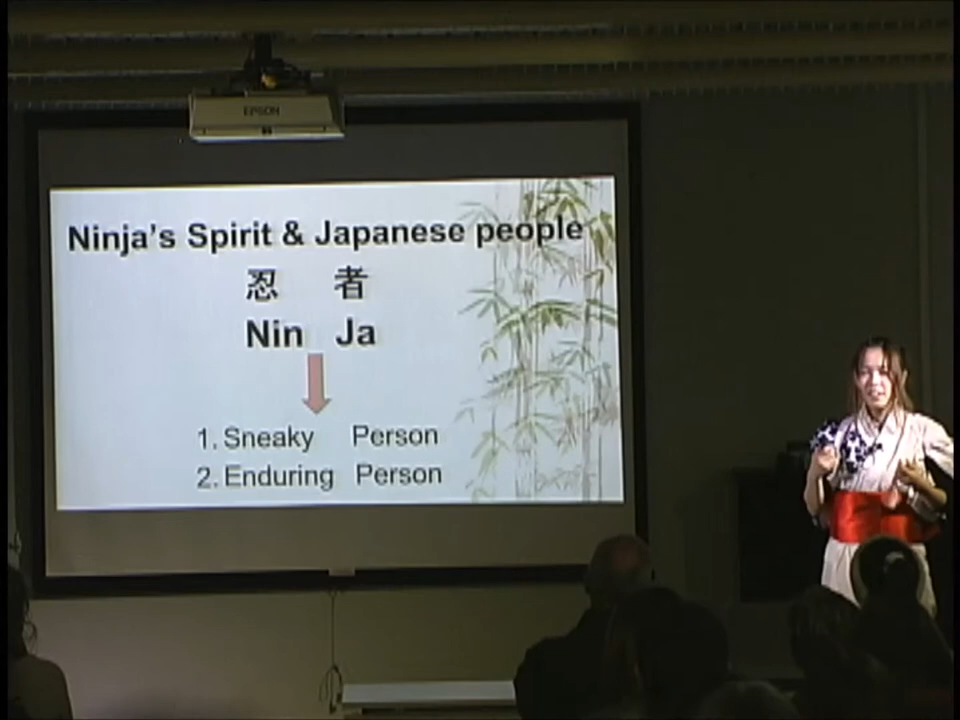 EPSON
Ninja's Spirit & Japanese people
忍 者
Nin Ja
1. Sneaky Person
2. Enduring Person